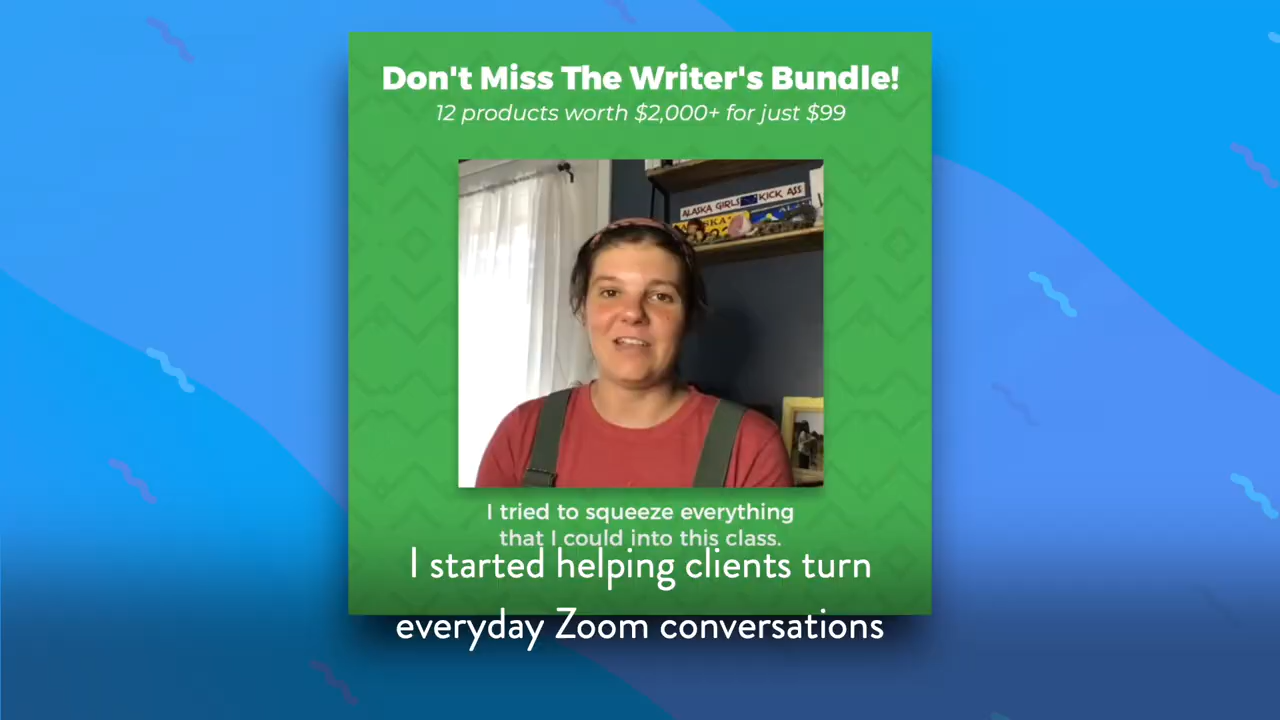 Don't Miss The Writer's Bundle!
12 products worth $2,000+ for just $99
ALASKA GIRLS KICK ASS
I tried to squeeze everything
that I could into this class.
I started helping clients turn
everyday Zoom conversations